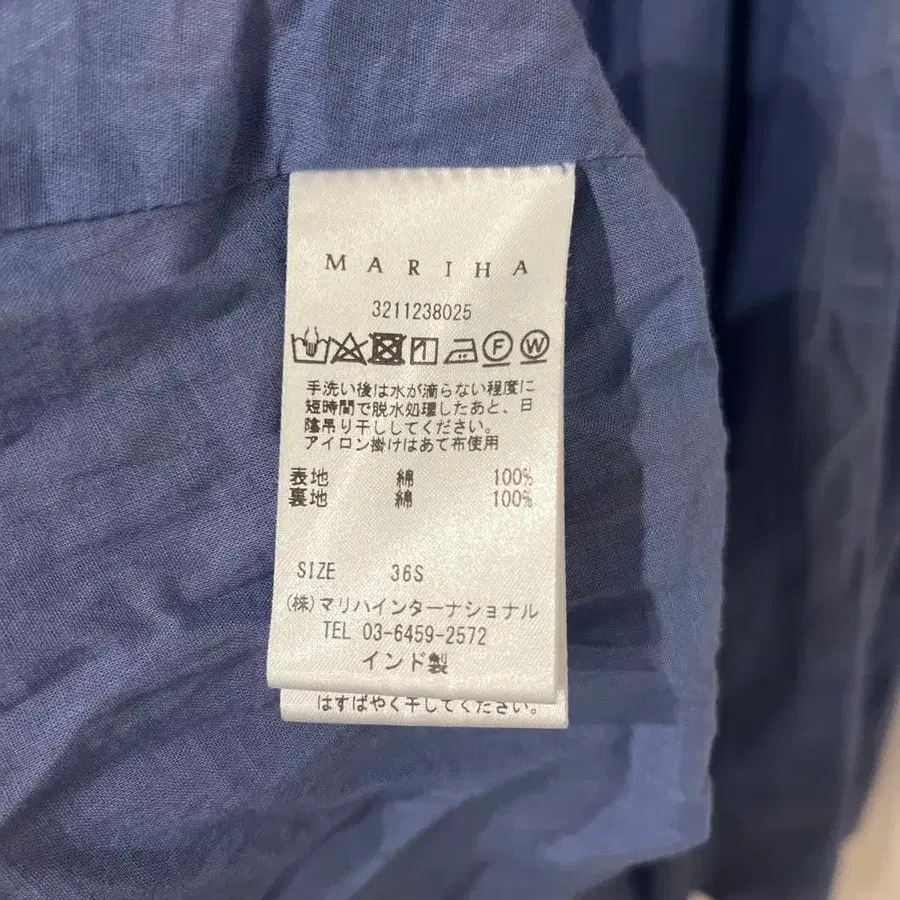 MARIHA
3211238025
F W
手洗い後は水が滴らない程度に
短時間で脱水処理したあと、日
陰吊り干ししてください。
アイロン掛けはあて布使用
表地 綿 100%
裏地 綿 100%
SIZE 36S
(株)マリハインターナショナル
TEL 03-6459-2572
インド製
はすばやく干してください。